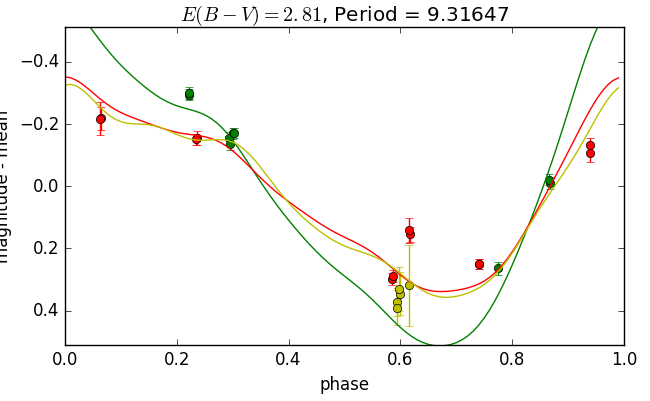 E(B − V) = 2.81, Period = 9.31647
magnitude - mean
−0.4
−0.2
0.0
0.2
0.4
0.0 0.2 0.4 0.6 0.8 1.0
phase